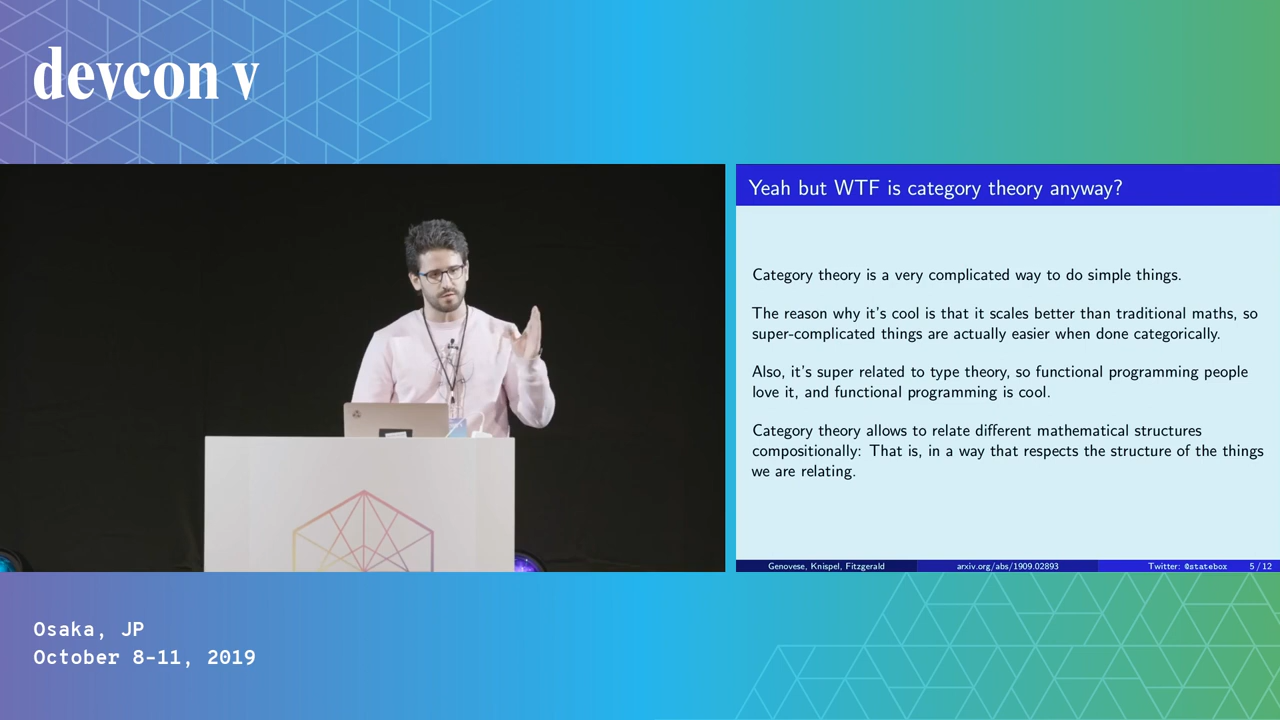 devcon v
Yeah but WTF is category theory anyway?
Category theory is a very complicated way to do simple things.
The reason why it's cool is that it scales better than traditional maths, so
super-complicated things are actually easier when done categorically.
Also, it's super related to type theory, so functional programming people
love it, and functional programming is cool.
Category theory allows to relate different mathematical structures
compositionally: That is, in a way that respects the structure of the things
we are relating.
Genovese, Knispel, Fitzgerald arxiv.org/abs/1909.02893 Twitter: @statebox 5 / 12
Osaka, JP
October 8-11, 2019